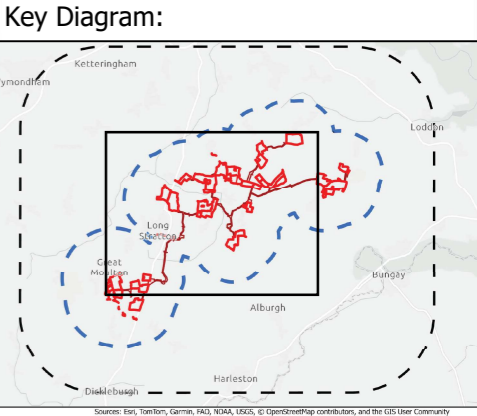 Key Diagram:
Ketteringham
ymondham
Loddon
Long
Stratton
Great
Moulton
Bungay
Alburgh
Harleston
Dickleburgh
Sources: Esri, TomTom, Garmin, FAO, NOAA, USGS, © OpenStreetMap contributors, and the GIS User Community